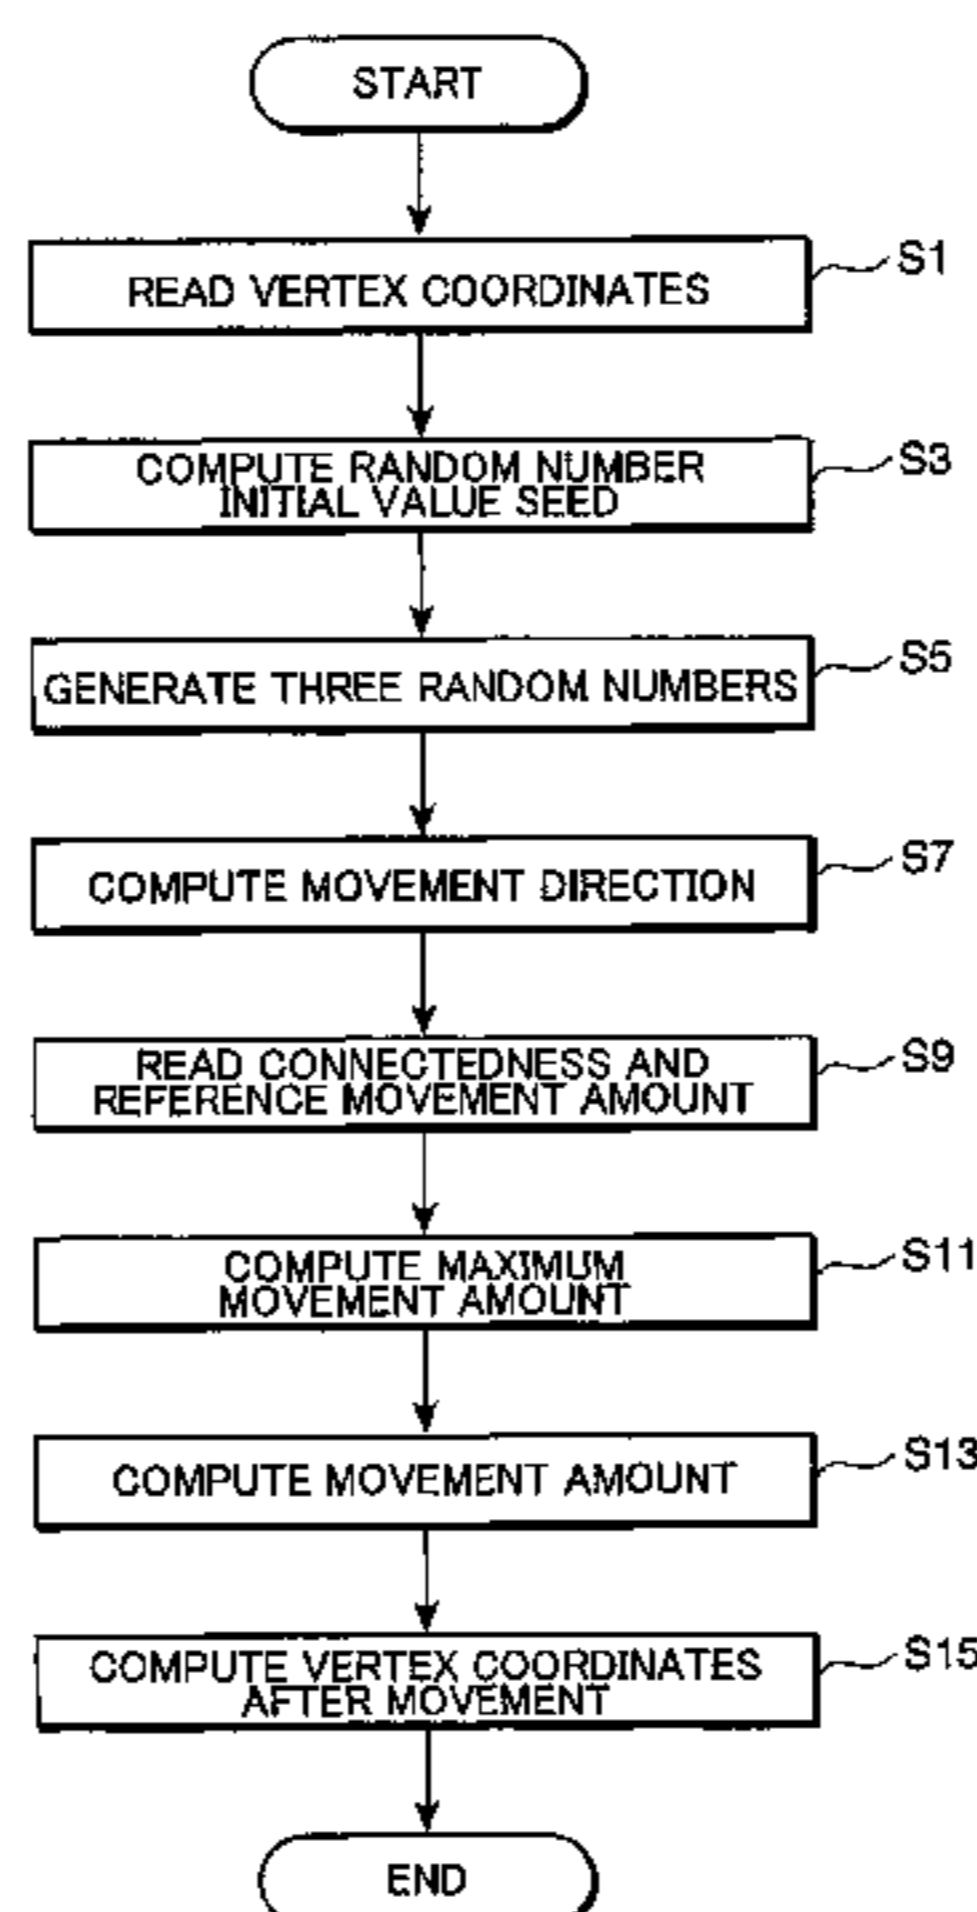 START
READ VERTEX COORDINATES
S1
COMPUTE RANDOM NUMBER
INITIAL VALUE SEED
S3
GENERATE THREE RANDOM NUMBERS
S5
COMPUTE MOVEMENT DIRECTION
S7
READ CONNECTEDNESS AND
REFERENCE MOVEMENT AMOUNT
S9
COMPUTE MAXIMUM
MOVEMENT AMOUNT
S11
COMPUTE MOVEMENT AMOUNT
S13
COMPUTE VERTEX COORDINATES
AFTER MOVEMENT
S15
END